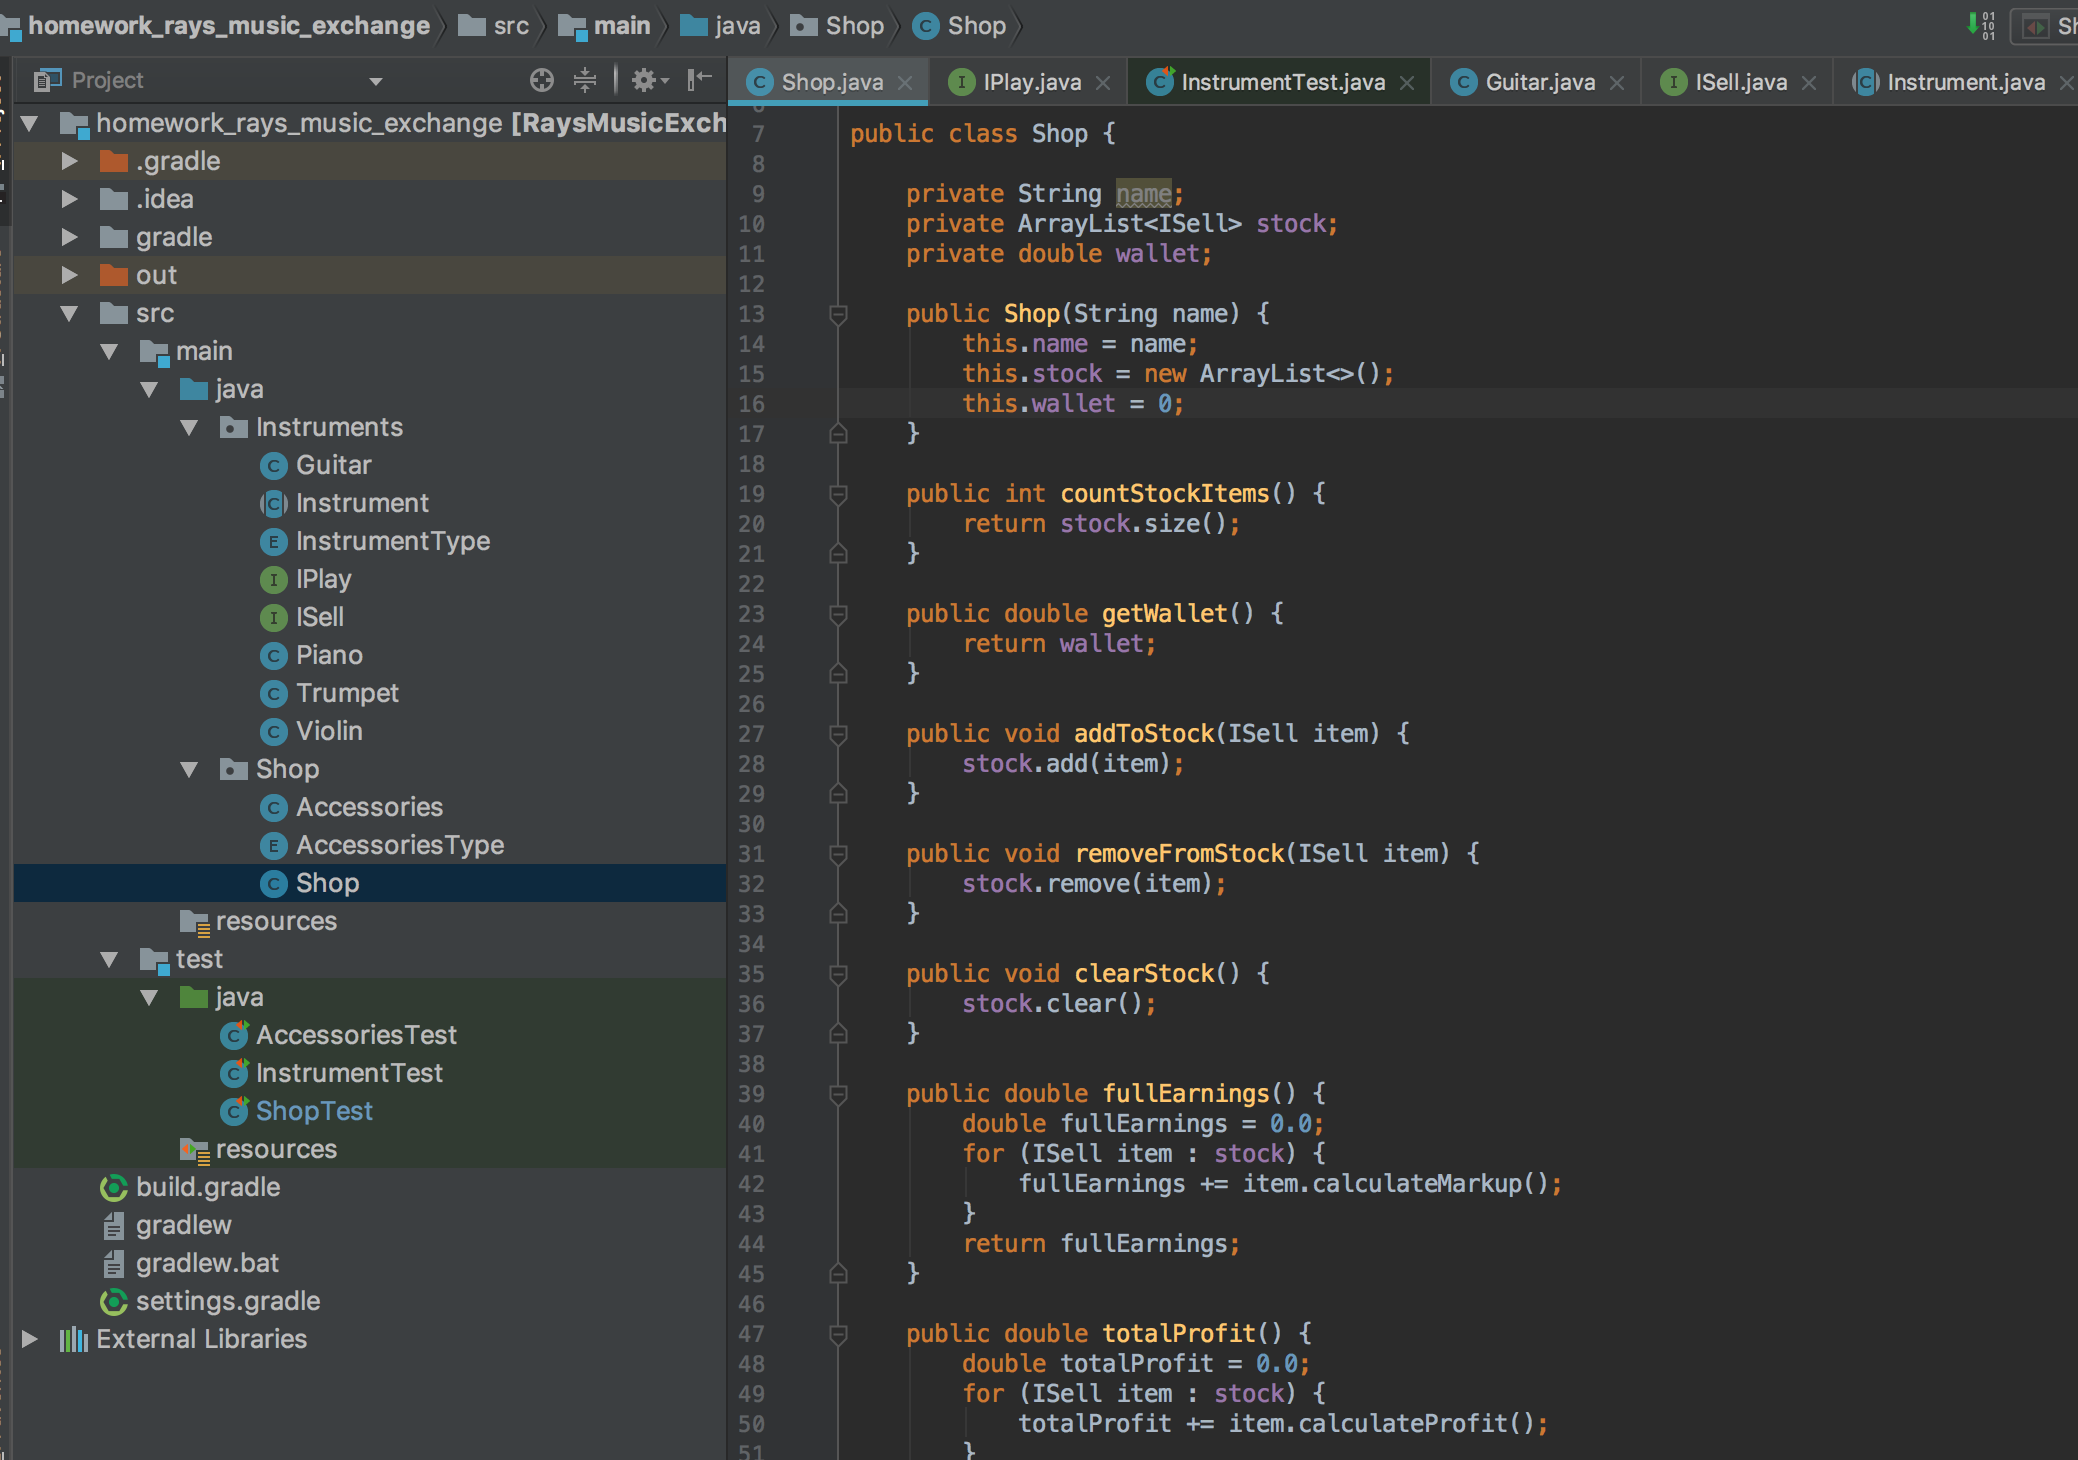 homework_rays_music_exchange src main java Shop Shop
Project
Shop.java IPlay.java InstrumentTest.java Guitar.java ISell.java Instrument.java
homework_rays_music_exchange [RaysMusicExch
.gradle
.idea
gradle
out
src
main
java
Instruments
Guitar
Instrument
InstrumentType
IPlay
ISell
Piano
Trumpet
Violin
Shop
Accessories
AccessoriesType
Shop
resources
test
java
AccessoriesTest
InstrumentTest
ShopTest
resources
build.gradle
gradlew
gradlew.bat
settings.gradle
External Libraries
6
7 public class Shop {
8
9 private String name;
10 private ArrayList<ISell> stock;
11 private double wallet;
12
13 public Shop(String name) {
14 this.name = name;
15 this.stock = new ArrayList<>();
16 this.wallet = 0;
17 }
18
19 public int countStockItems() {
20 return stock.size();
21 }
22
23 public double getWallet() {
24 return wallet;
25 }
26
27 public void addToStock(ISell item) {
28 stock.add(item);
29 }
30
31 public void removeFromStock(ISell item) {
32 stock.remove(item);
33 }
34
35 public void clearStock() {
36 stock.clear();
37 }
38
39 public double fullEarnings() {
40 double fullEarnings = 0.0;
41 for (ISell item : stock) {
42 fullEarnings += item.calculateMarkup();
43 }
44 return fullEarnings;
45 }
46
47 public double totalProfit() {
48 double totalProfit = 0.0;
49 for (ISell item : stock) {
50 totalProfit += item.calculateProfit();
51 }